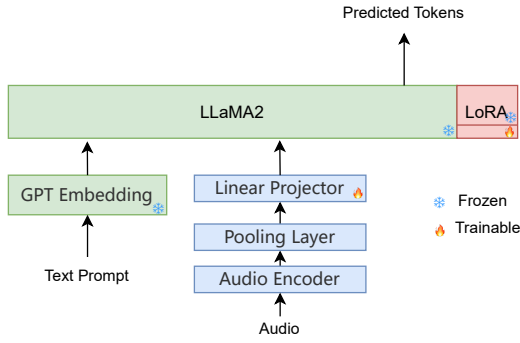 Predicted Tokens
LLaMA2
LoRA
GPT Embedding
Linear Projector
Pooling Layer
Audio Encoder
Text Prompt
Audio
Frozen
Trainable